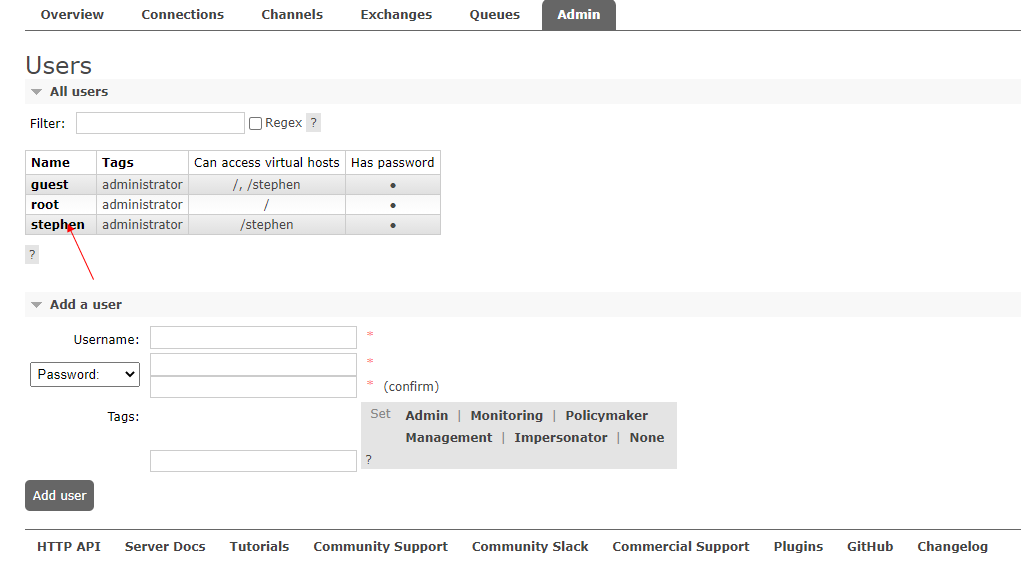 Overview Connections Channels Exchanges Queues Admin
Users
All users
Filter: Regex ?
Name Tags Can access virtual hosts Has password
guest administrator /, /stephen ●
root administrator / ●
stephen administrator /stephen ●
?
Add a user
Username: *
Password: *
* (confirm)
Tags: Set Admin | Monitoring | Policymaker
Management | Impersonator | None
?
Add user
HTTP API Server Docs Tutorials Community Support Community Slack Commercial Support Plugins GitHub Changelog